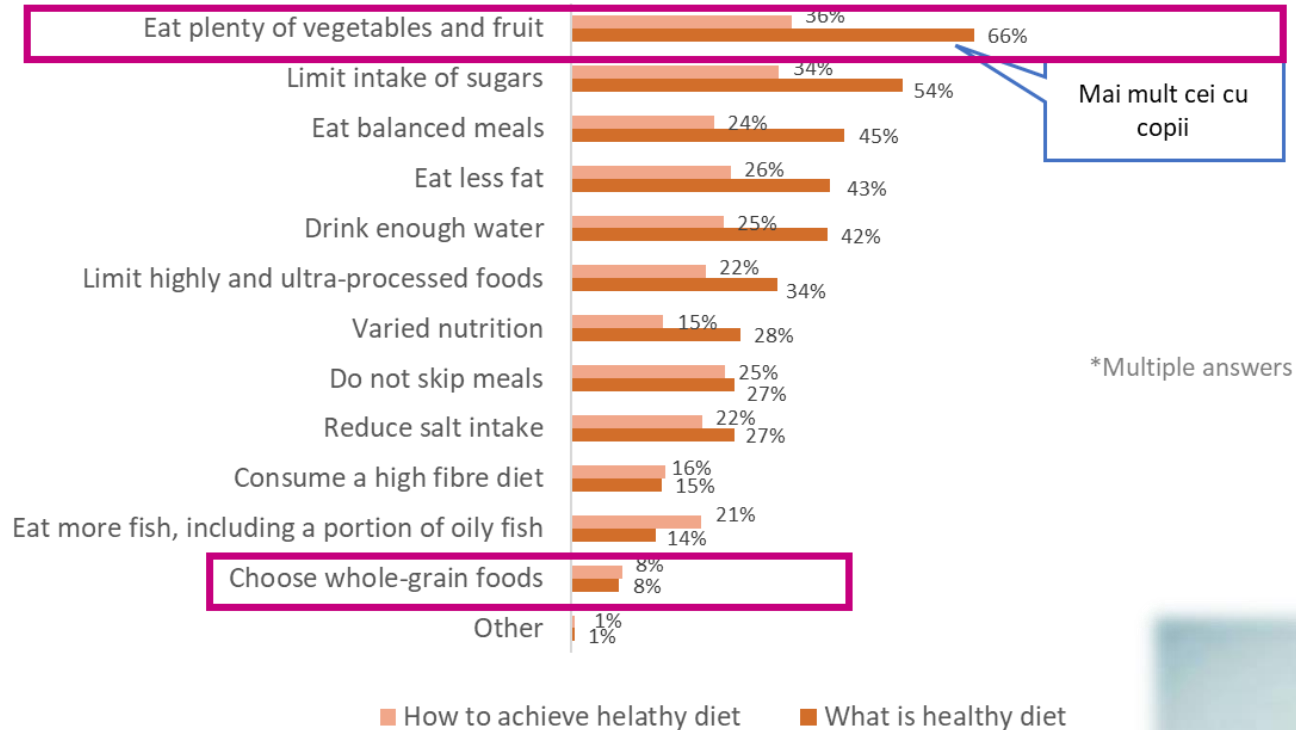 Eat plenty of vegetables and fruit 36% 66%
Limit intake of sugars 34% 54%
Mai mult cei cu
copii
Eat balanced meals 24% 45%
Eat less fat 26% 43%
Drink enough water 25% 42%
Limit highly and ultra-processed foods 22% 34%
Varied nutrition 15% 28%
*Multiple answers
Do not skip meals 25% 27%
Reduce salt intake 22% 27%
Consume a high fibre diet 16% 15%
Eat more fish, including a portion of oily fish 21% 14%
Choose whole-grain foods 8% 8%
Other 1% 1%
How to achieve helathy diet What is healthy diet